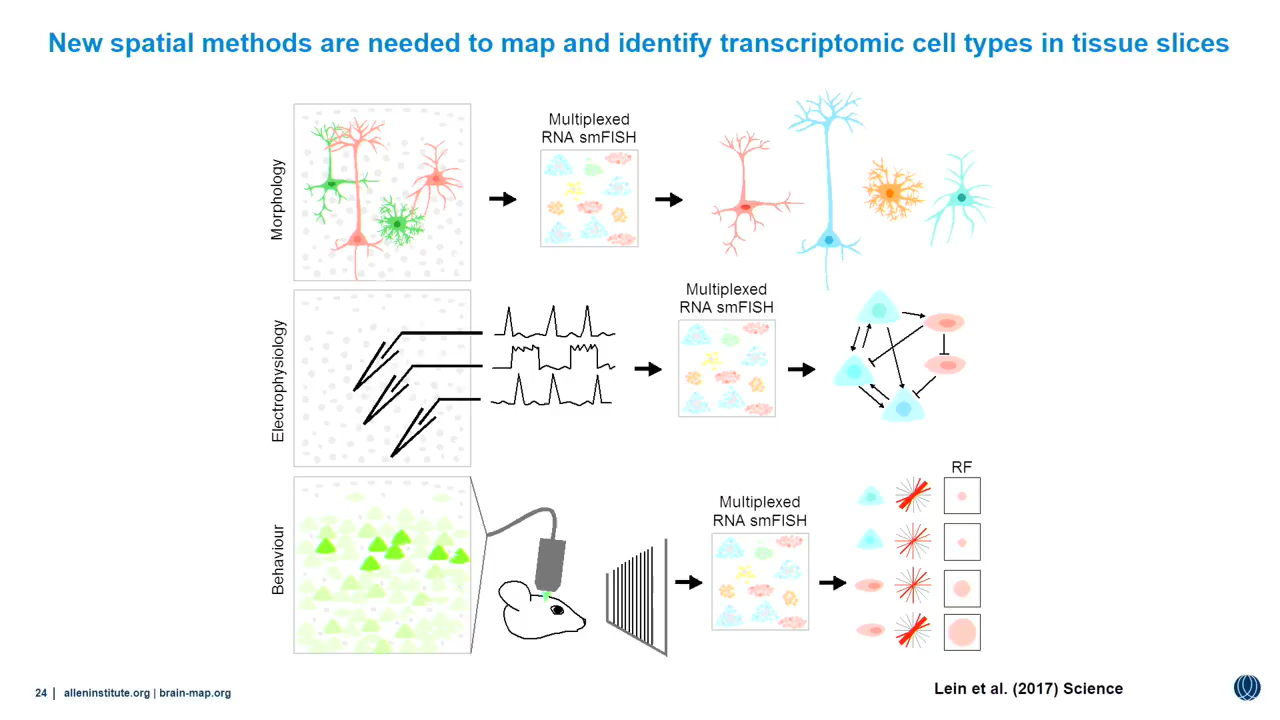 New spatial methods are needed to map and identify transcriptomic cell types in tissue slices
Morphology
Multiplexed
RNA smFISH
Electrophysiology
Multiplexed
RNA smFISH
Behaviour
Multiplexed
RNA smFISH
RF
24 | alleninstitute.org | brain-map.org
Lein et al. (2017) Science